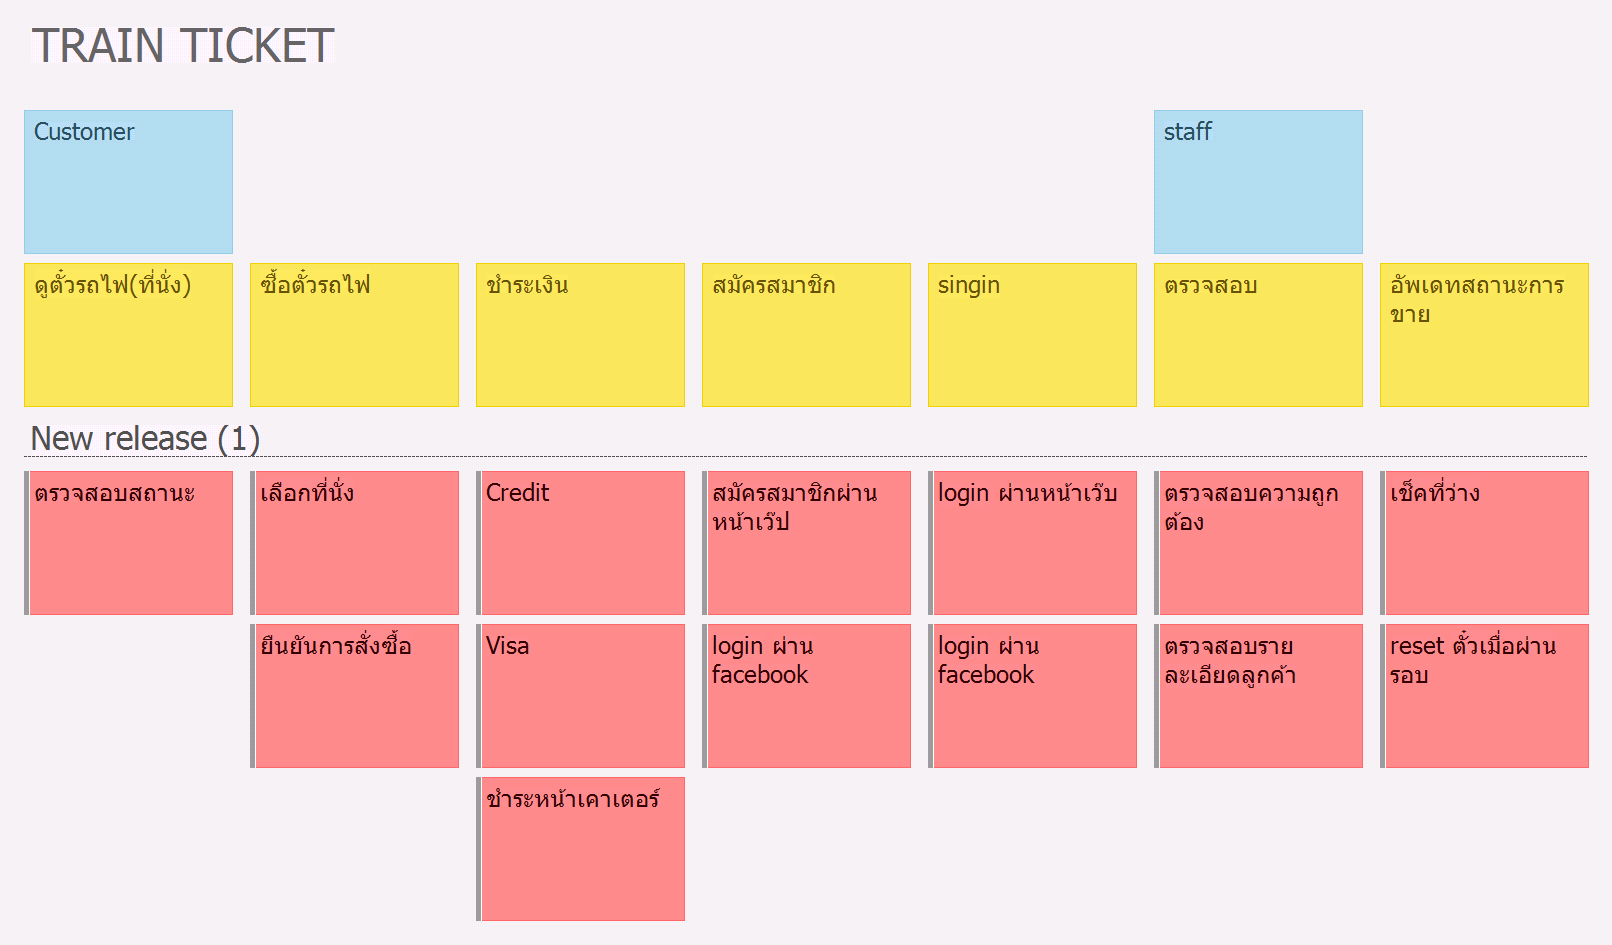 TRAIN TICKET
Customer
staff
ดูตั๋วรถไฟ(ที่นั่ง)
ซื้อตั๋วรถไฟ
ชำระเงิน
สมัครสมาชิก
singin
ตรวจสอบ
อัพเดทสถานะการ
ขาย
New release (1)
ตรวจสอบสถานะ
เลือกที่นั่ง
Credit
สมัครสมาชิกผ่าน
หน้าเว๊ป
login ผ่านหน้าเว๊บ
ตรวจสอบความถูก
ต้อง
เช็คที่ว่าง
ยืนยันการสั่งซื้อ
Visa
login ผ่าน
facebook
login ผ่าน
facebook
ตรวจสอบราย
ละเอียดลูกค้า
reset ตั๋วเมื่อผ่าน
รอบ
ชำระหน้าเคาเตอร์